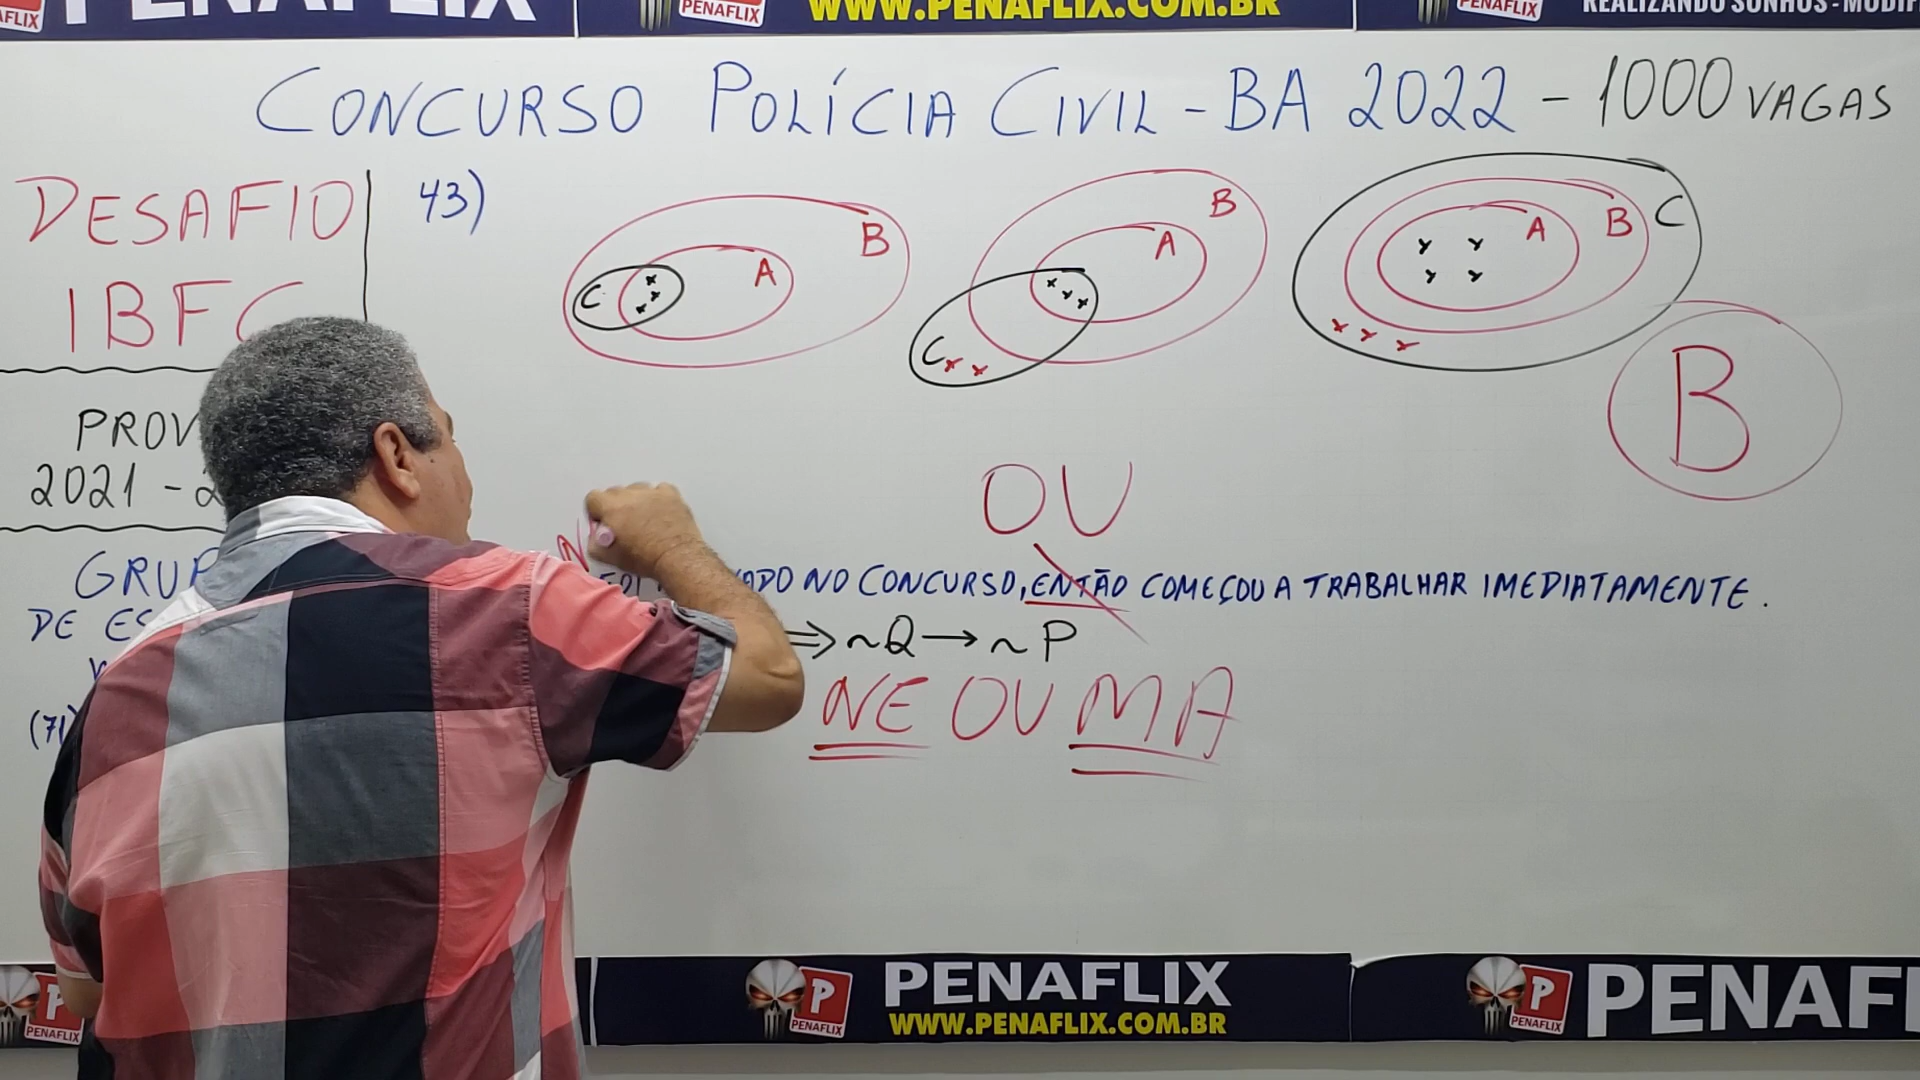 PENAFLIX
PENAFLIX
WWW.PENAFLIX.COM.BR
PENAFLIX
REALIZANDO SONHOS - MODIFI
CONCURSO POLÍCIA CIVIL - BA 2022 - 1000 VAGAS
DESAFIO
IBFC
43)
B
A
C
B
A
C
A
B
C
B
PROV
2021 - 2
OU
GRUP
DE ES
(71)
ADO NO CONCURSO, ENTÃO COMEÇOU A TRABALHAR IMEDIATAMENTE.
⇒ ~Q → ~P
NE OU MA
P
PENAFLIX
P
PENAFLIX
PENAFLIX
WWW.PENAFLIX.COM.BR
P
PENAFLIX
PENAF